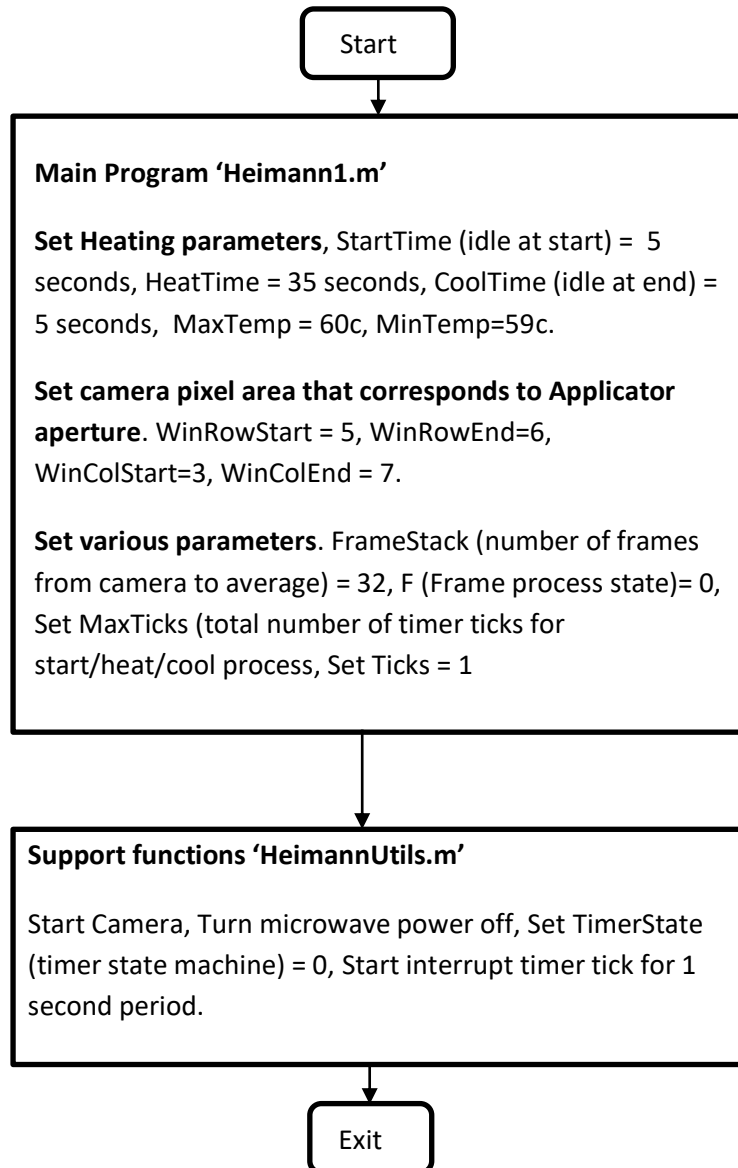 Start
Main Program ‘Heimann1.m’
Set Heating parameters, StartTime (idle at start) = 5
seconds, HeatTime = 35 seconds, CoolTime (idle at end) =
5 seconds, MaxTemp = 60c, MinTemp=59c.
Set camera pixel area that corresponds to Applicator
aperture. WinRowStart = 5, WinRowEnd=6,
WinColStart=3, WinColEnd = 7.
Set various parameters. FrameStack (number of frames
from camera to average) = 32, F (Frame process state)= 0,
Set MaxTicks (total number of timer ticks for
start/heat/cool process, Set Ticks = 1
Support functions ‘HeimannUtils.m’
Start Camera, Turn microwave power off, Set TimerState
(timer state machine) = 0, Start interrupt timer tick for 1
second period.
Exit